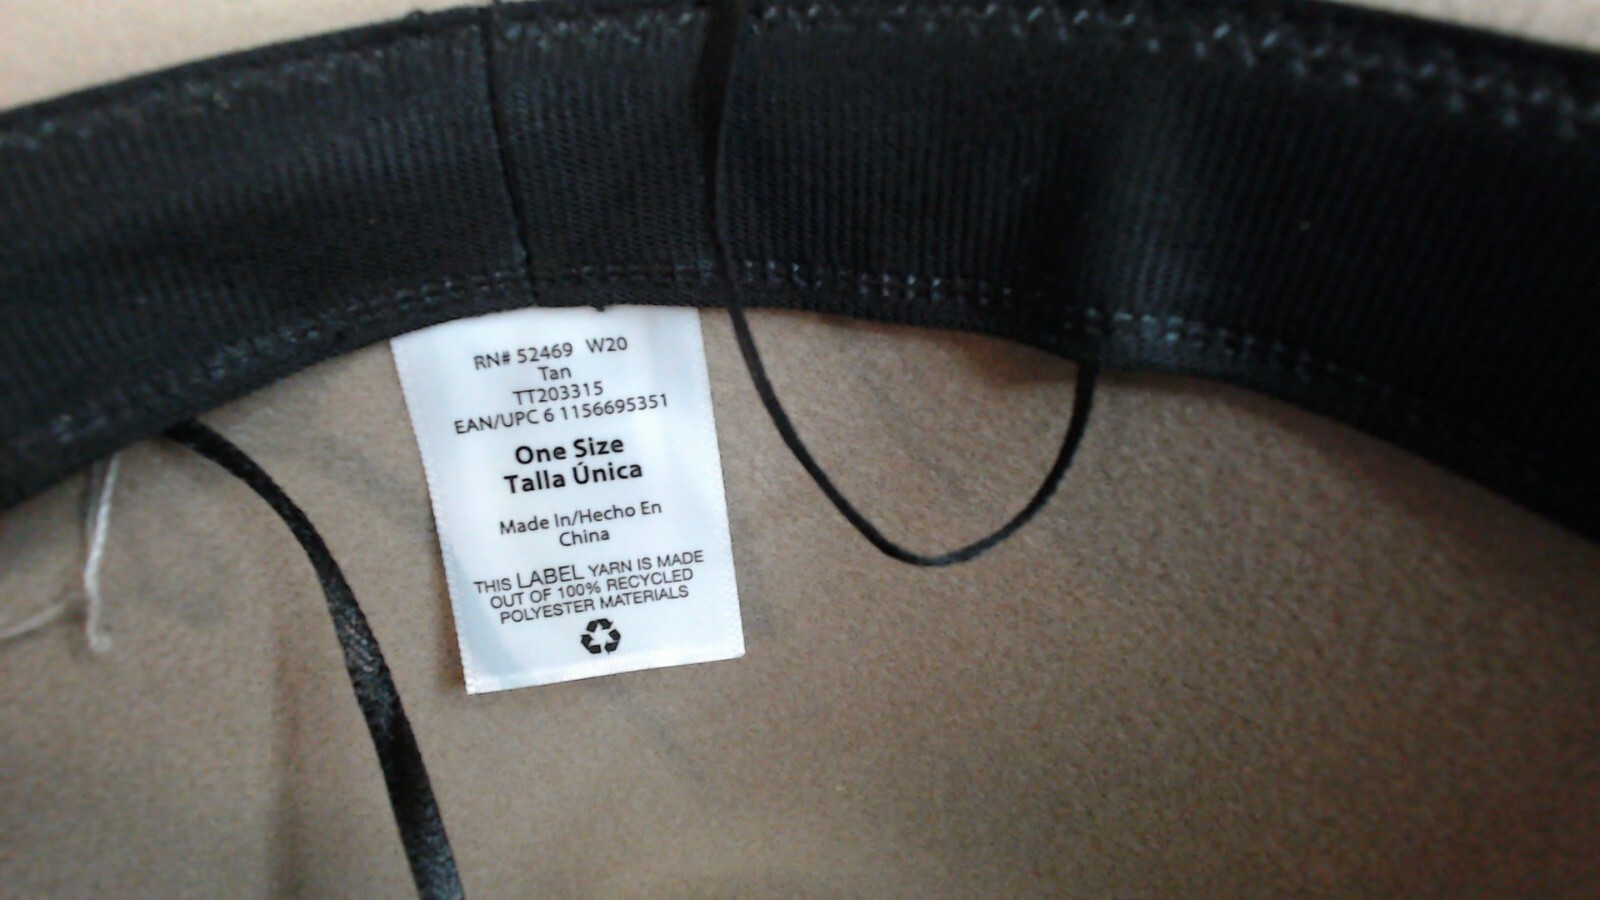 RN# 52469 W20
Tan
TT203315
EAN/UPC 6 1156695351
One Size
Talla Única
Made In/Hecho En
China
THIS LABEL YARN IS MADE
OUT OF 100% RECYCLED
POLYESTER MATERIALS